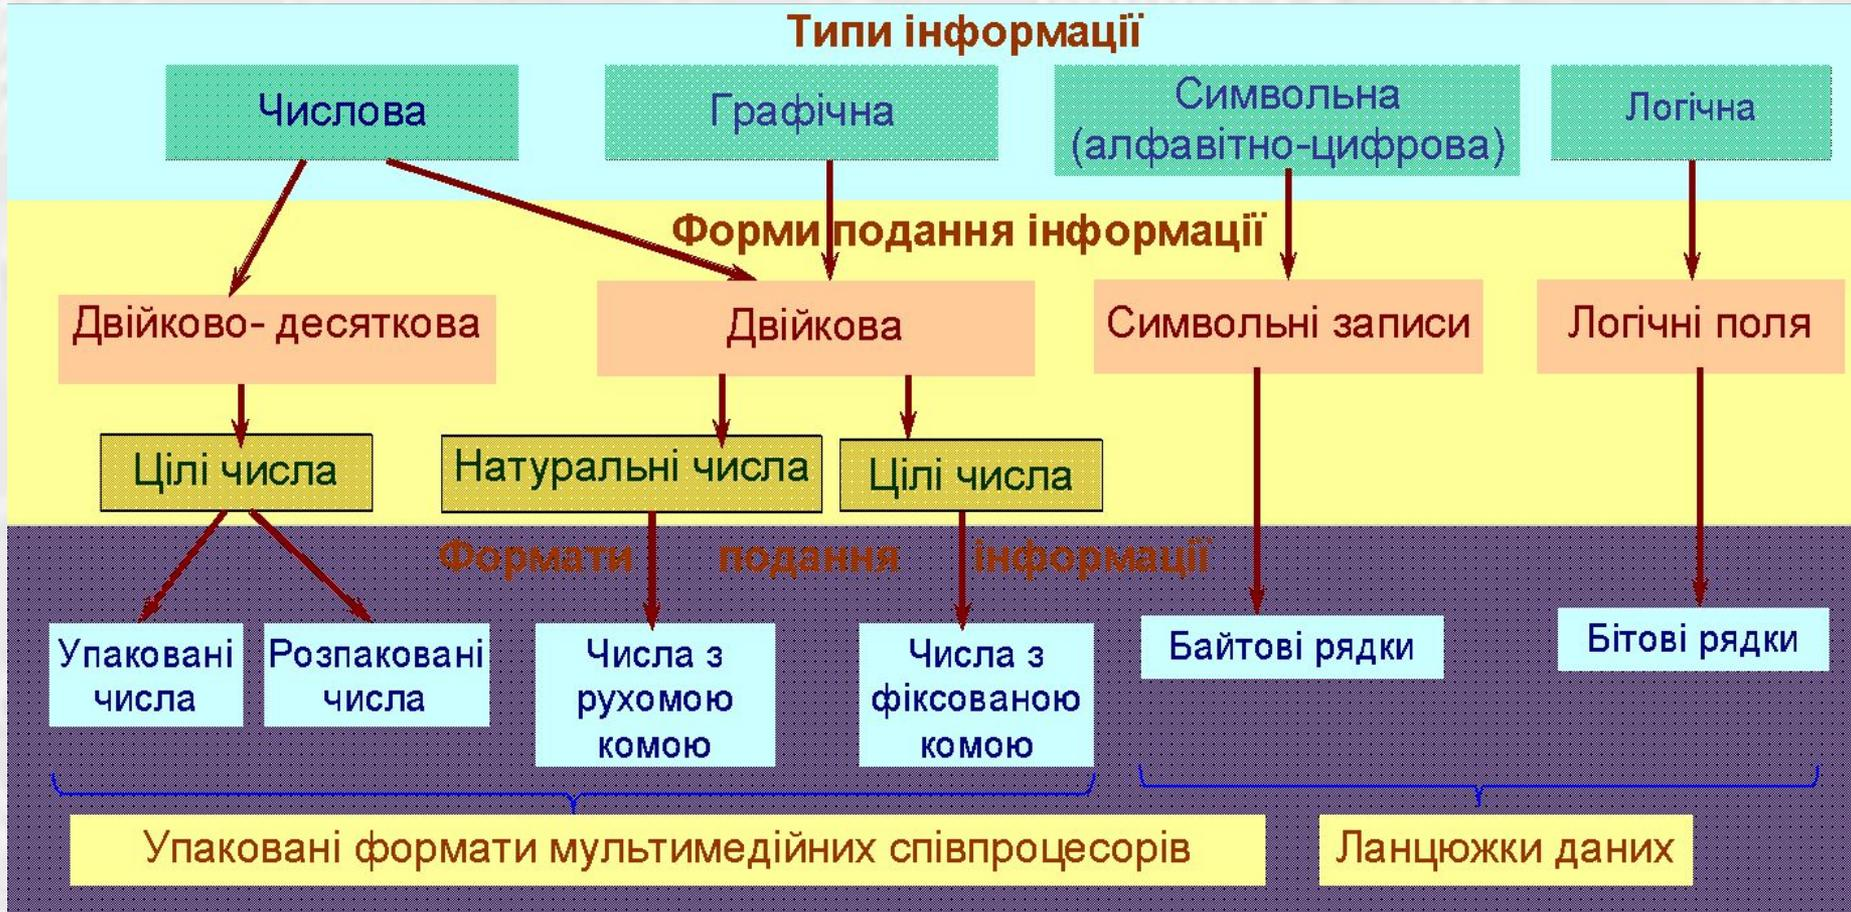 Типи інформації
Числова
Графічна
Символьна
(алфавітно-цифрова)
Логічна
Форми подання інформації
Двійково- десяткова
Двійкова
Символьні записи
Логічні поля
Цілі числа
Натуральні числа
Цілі числа
Формати подання інформації
Упаковані
числа
Розпаковані
числа
Числа з
рухомою
комою
Числа з
фіксованою
комою
Байтові рядки
Бітові рядки
Упаковані формати мультимедійних співпроцесорів
Ланцюжки даних